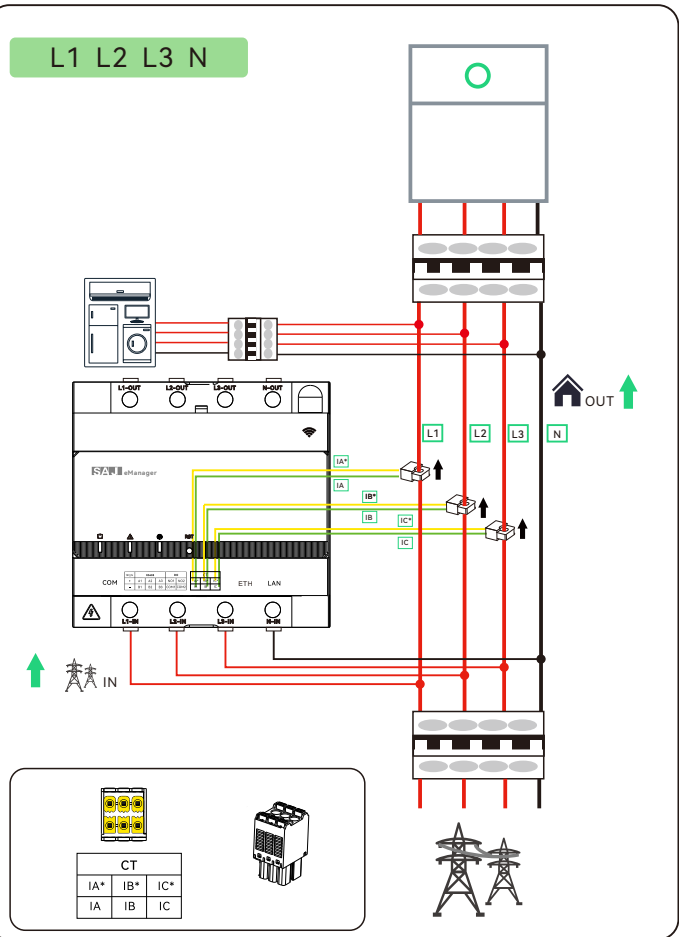 L1 L2 L3 N
L1-OUT L2-OUT L3-OUT N-OUT
OUT
L1 L2 L3 N
IA*
SAJ eManager
IA
IB*
IB
IC*
IC
RST
COM
ETH LAN
L1-IN L2-IN L3-IN N-IN
IN
CT
IA* IB* IC*
IA IB IC